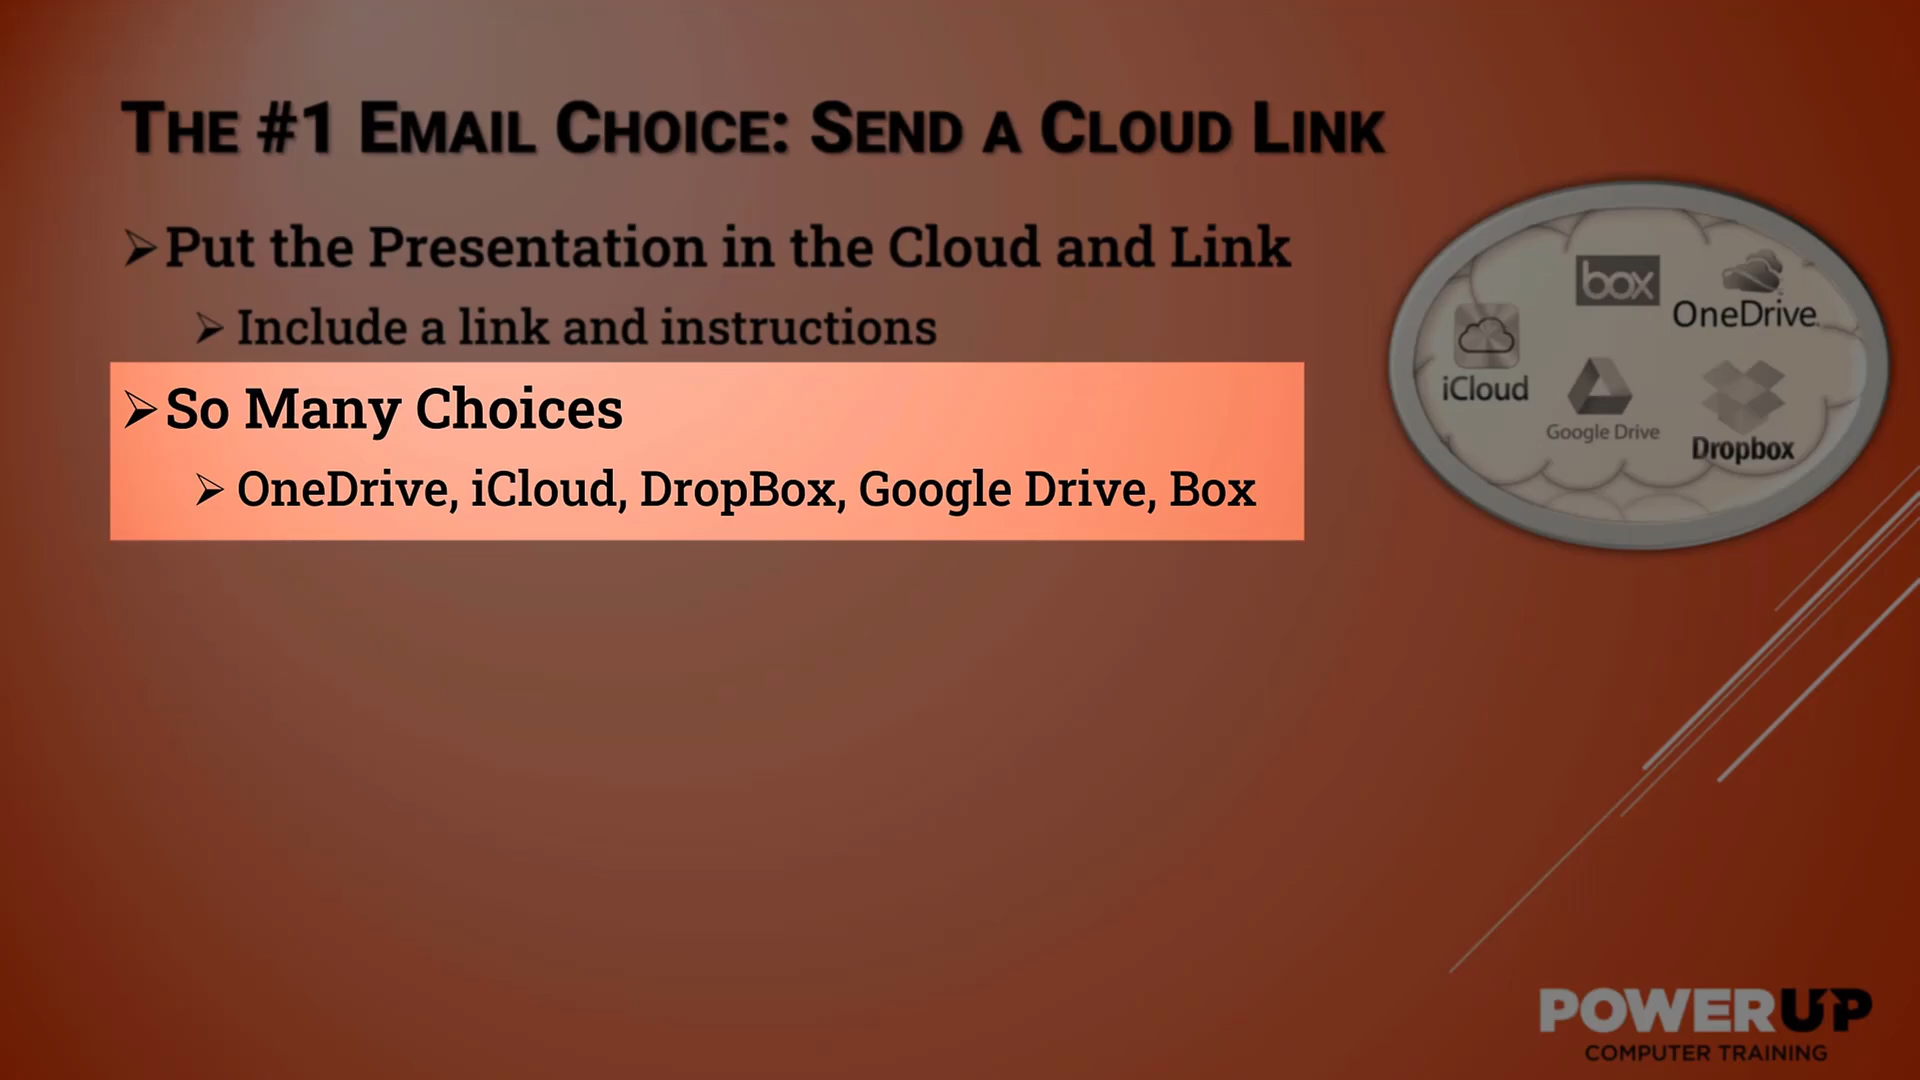 THE #1 EMAIL CHOICE: SEND A CLOUD LINK
Put the Presentation in the Cloud and Link
Include a link and instructions
So Many Choices
OneDrive, iCloud, DropBox, Google Drive, Box
box
OneDrive
iCloud
Google Drive
Dropbox
POWERUP
COMPUTER TRAINING